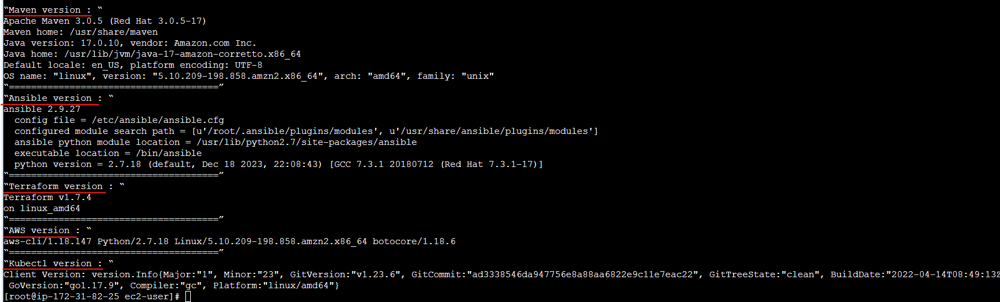 “Maven version : “
Apache Maven 3.0.5 (Red Hat 3.0.5-17)
Maven home: /usr/share/maven
Java version: 17.0.10, vendor: Amazon.com Inc.
Java home: /usr/lib/jvm/java-17-amazon-corretto.x86_64
Default locale: en_US, platform encoding: UTF-8
OS name: "linux", version: "5.10.209-198.858.amzn2.x86_64", arch: "amd64", family: "unix"
“======================================”
“Ansible version : “
ansible 2.9.27
  config file = /etc/ansible/ansible.cfg
  configured module search path = [u'/root/.ansible/plugins/modules', u'/usr/share/ansible/plugins/modules']
  ansible python module location = /usr/lib/python2.7/site-packages/ansible
  executable location = /bin/ansible
  python version = 2.7.18 (default, Dec 18 2023, 22:08:43) [GCC 7.3.1 20180712 (Red Hat 7.3.1-17)]
“======================================”
“Terraform version : “
Terraform v1.7.4
on linux_amd64
“======================================”
“AWS version : “
aws-cli/1.18.147 Python/2.7.18 Linux/5.10.209-198.858.amzn2.x86_64 botocore/1.18.6
“======================================”
“Kubectl version : “
Client Version: version.Info{Major:"1", Minor:"23", GitVersion:"v1.23.6", GitCommit:"ad3338546da947756e8a88aa6822e9c11e7eac22", GitTreeState:"clean", BuildDate:"2022-04-14T08:49:13Z
 GoVersion:"go1.17.9", Compiler:"gc", Platform:"linux/amd64"}
[root@ip-172-31-82-25 ec2-user]#